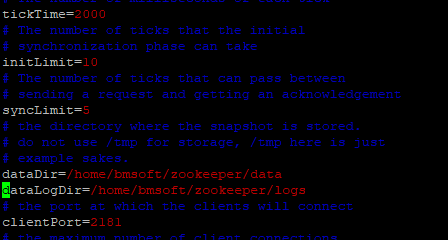 tickTime=2000
# The number of ticks that the initial
# synchronization phase can take
initLimit=10
# The number of ticks that can pass between
# sending a request and getting an acknowledgement
syncLimit=5
# the directory where the snapshot is stored.
# do not use /tmp for storage, /tmp here is just
# example sakes.
dataDir=/home/bmsoft/zookeeper/data
dataLogDir=/home/bmsoft/zookeeper/logs
# the port at which the clients will connect
clientPort=2181
# the maximum number of client connections